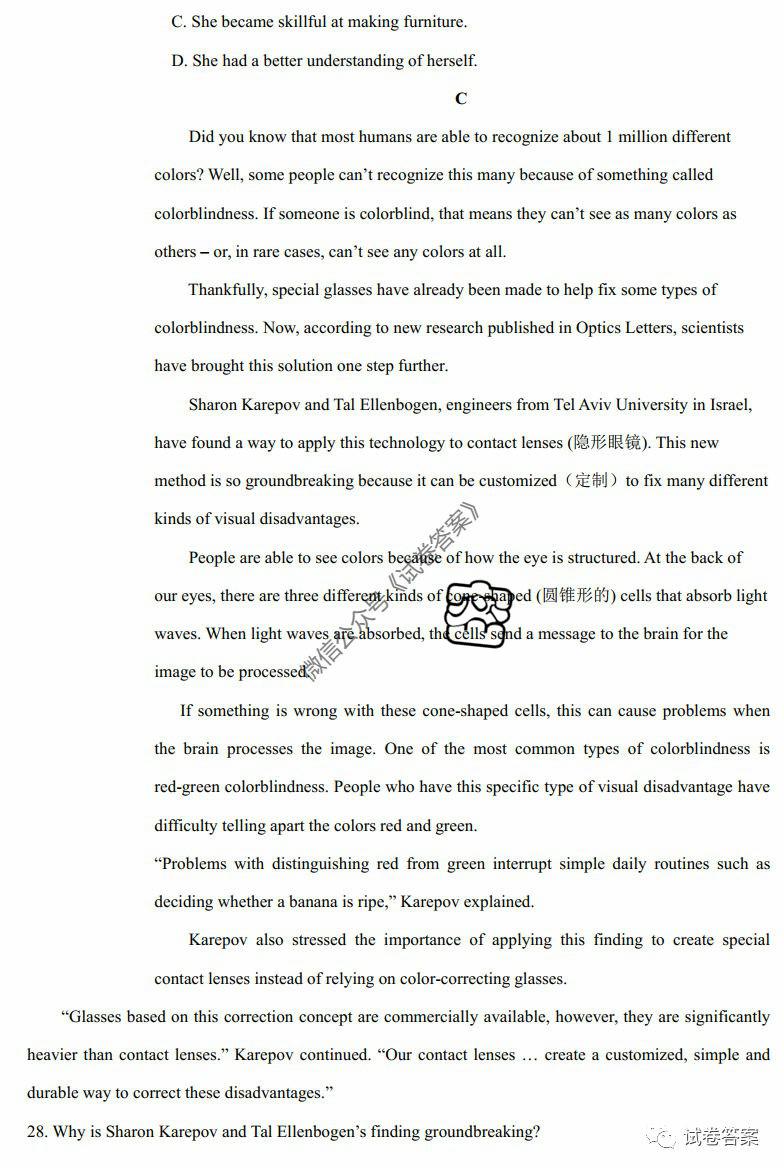 C. She became skillful at making furniture.
D. She had a better understanding of herself.
C
Did you know that most humans are able to recognize about 1 million different
colors? Well, some people can’t recognize this many because of something called
colorblindness. If someone is colorblind, that means they can’t see as many colors as
others – or, in rare cases, can’t see any colors at all.
Thankfully, special glasses have already been made to help fix some types of
colorblindness. Now, according to new research published in Optics Letters, scientists
have brought this solution one step further.
Sharon Karepov and Tal Ellenbogen, engineers from Tel Aviv University in Israel,
have found a way to apply this technology to contact lenses (隐形眼镜). This new
method is so groundbreaking because it can be customized（定制）to fix many different
kinds of visual disadvantages.
People are able to see colors because of how the eye is structured. At the back of
our eyes, there are three different kinds of cone-shaped (圆锥形的) cells that absorb light
waves. When light waves are absorbed, the cells send a message to the brain for the
image to be processed.
微信公众号《试卷答案》
If something is wrong with these cone-shaped cells, this can cause problems when
the brain processes the image. One of the most common types of colorblindness is
red-green colorblindness. People who have this specific type of visual disadvantage have
difficulty telling apart the colors red and green.
“Problems with distinguishing red from green interrupt simple daily routines such as
deciding whether a banana is ripe,” Karepov explained.
Karepov also stressed the importance of applying this finding to create special
contact lenses instead of relying on color-correcting glasses.
“Glasses based on this correction concept are commercially available, however, they are significantly
heavier than contact lenses.” Karepov continued. “Our contact lenses … create a customized, simple and
durable way to correct these disadvantages.”
28. Why is Sharon Karepov and Tal Ellenbogen’s finding groundbreaking?
试卷答案